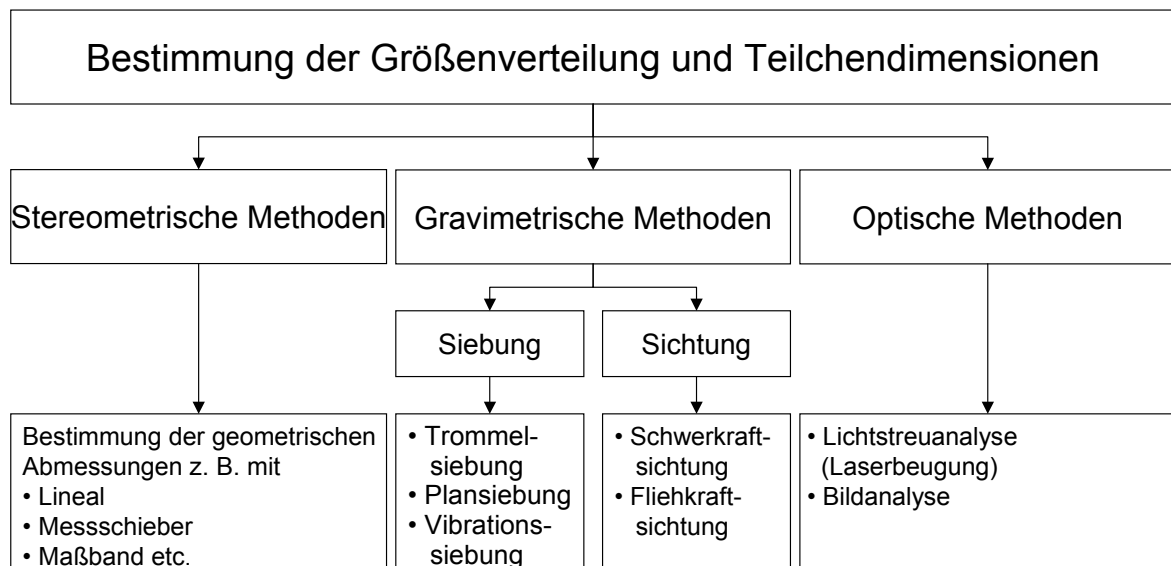 Bestimmung der Größenverteilung und Teilchendimensionen
Stereometrische Methoden
Gravimetrische Methoden
Optische Methoden
Siebung
Sichtung
Bestimmung der geometrischen
Abmessungen z. B. mit
• Lineal
• Messschieber
• Maßband etc.
• Trommel-
siebung
• Plansiebung
• Vibrations-
siebung
• Schwerkraft-
sichtung
• Fliehkraft-
sichtung
• Lichtstreuanalyse
(Laserbeugung)
• Bildanalyse